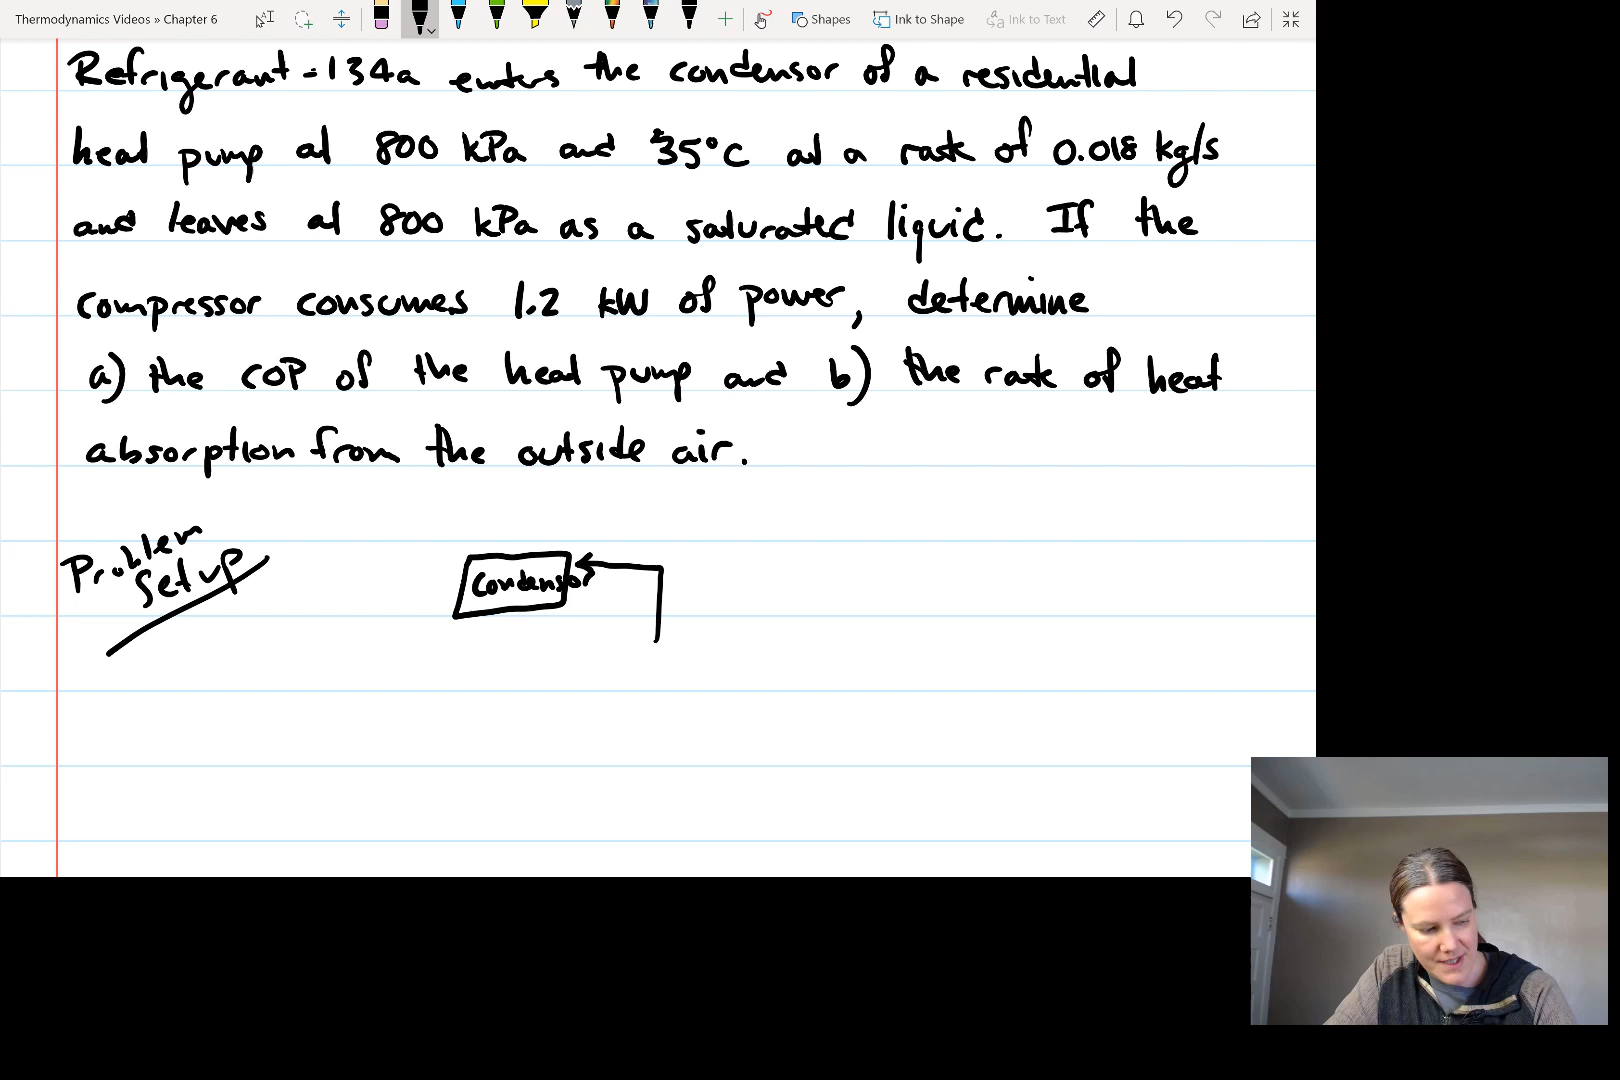 Thermodynamics Videos » Chapter 6
Shapes
Ink to Shape
Ink to Text
Refrigerant-134a enters the condensor of a residential
heat pump at 800 kPa and 35°C at a rate of 0.018 kg/s
and leaves at 800 kPa as a saturated liquid. If the
compressor consumes 1.2 kW of power, determine
a) the COP of the heat pump and b) the rate of heat
absorption from the outside air.
Problem
Setup
Condensor